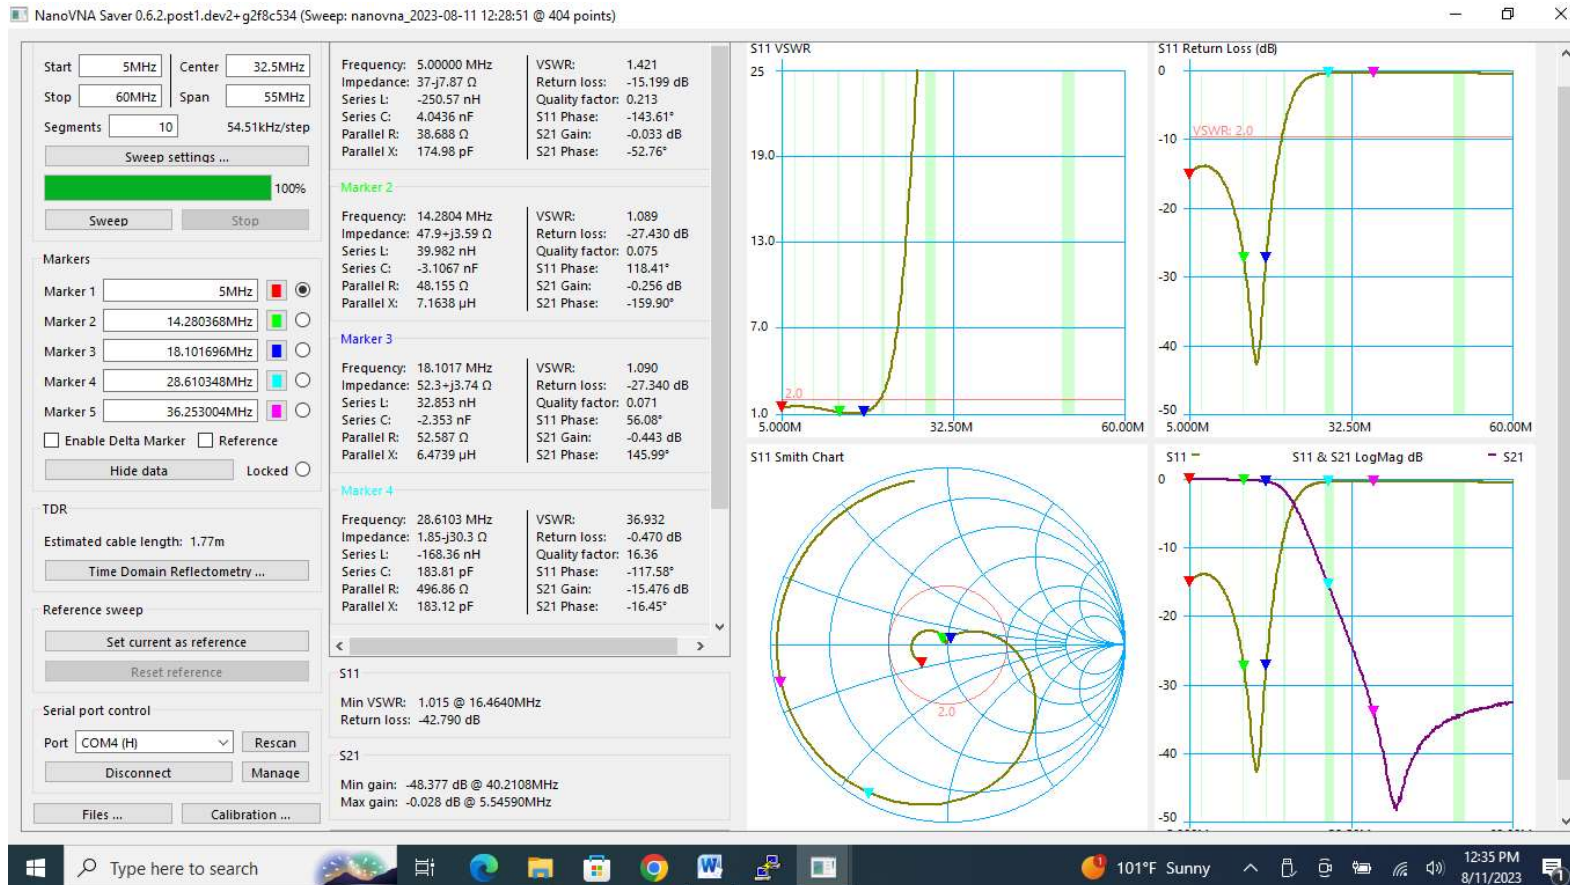 NanoVNA Saver 0.6.2.post1.dev2+g2f8c534 (Sweep: nanovna_2023-08-11 12:28:51 @ 404 points)
Start 5MHz Center 32.5MHz
Stop 60MHz Span 55MHz
Segments 10 54.51kHz/step
Sweep settings ...
100%
Sweep Stop
Markers
Marker 1 5MHz
Marker 2 14.280368MHz
Marker 3 18.101696MHz
Marker 4 28.610348MHz
Marker 5 36.253004MHz
Enable Delta Marker Reference
Hide data Locked
TDR
Estimated cable length: 1.77m
Time Domain Reflectometry ...
Reference sweep
Set current as reference
Reset reference
Serial port control
Port COM4 (H) Rescan
Disconnect Manage
Files ... Calibration ...
Frequency: 5.00000 MHz VSWR: 1.421
Impedance: 37-j7.87 Ω Return loss: -15.199 dB
Series L: -250.57 nH Quality factor: 0.213
Series C: 4.0436 nF S11 Phase: -143.61°
Parallel R: 38.688 Ω S21 Gain: -0.033 dB
Parallel X: 174.98 pF S21 Phase: -52.76°
Marker 2
Frequency: 14.2804 MHz VSWR: 1.089
Impedance: 47.9+j3.59 Ω Return loss: -27.430 dB
Series L: 39.982 nH Quality factor: 0.075
Series C: -3.1067 nF S11 Phase: 118.41°
Parallel R: 48.155 Ω S21 Gain: -0.256 dB
Parallel X: 7.1638 µH S21 Phase: -159.90°
Marker 3
Frequency: 18.1017 MHz VSWR: 1.090
Impedance: 52.3+j3.74 Ω Return loss: -27.340 dB
Series L: 32.853 nH Quality factor: 0.071
Series C: -2.353 nF S11 Phase: 56.08°
Parallel R: 52.587 Ω S21 Gain: -0.443 dB
Parallel X: 6.4739 µH S21 Phase: 145.99°
Marker 4
Frequency: 28.6103 MHz VSWR: 36.932
Impedance: 1.85-j30.3 Ω Return loss: -0.470 dB
Series L: -168.36 nH Quality factor: 16.36
Series C: 183.81 pF S11 Phase: -117.58°
Parallel R: 496.86 Ω S21 Gain: -15.476 dB
Parallel X: 183.12 pF S21 Phase: -16.45°
S11
Min VSWR: 1.015 @ 16.4640MHz
Return loss: -42.790 dB
S21
Min gain: -48.377 dB @ 40.2108MHz
Max gain: -0.028 dB @ 5.54590MHz
S11 VSWR
25
19.0
13.0
7.0
2.0
1.0
5.000M 32.50M 60.00M
S11 Return Loss (dB)
0
-10
VSWR: 2.0
-20
-30
-40
-50
5.000M 32.50M 60.00M
S11 Smith Chart
2.0
S11 S11 & S21 LogMag dB S21
0
-10
-20
-30
-40
-50
Type here to search
1
101°F Sunny
12:35 PM
8/11/2023
1